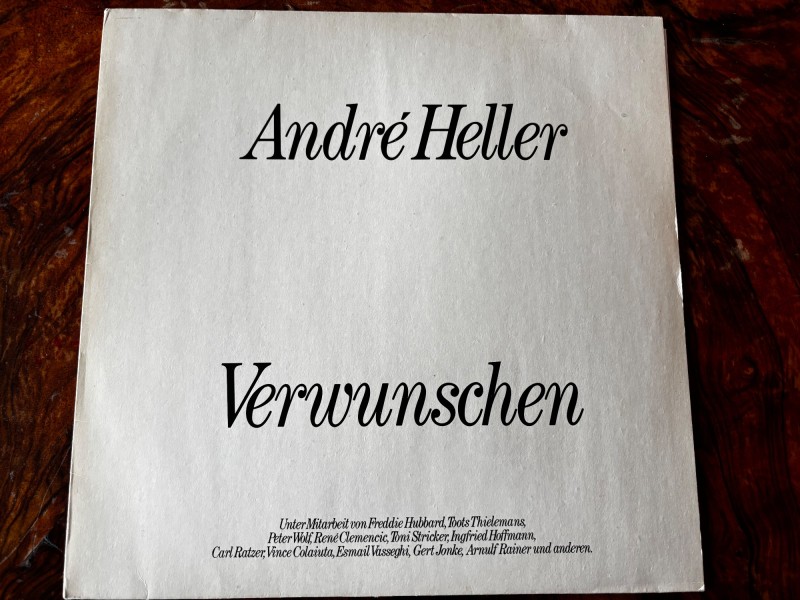 André Heller
Verwunschen
Unter Mitarbeit von Freddie Hubbard, Toots Thielemans,
Peter Wolf, René Clemencic, Toni Stricker, Ingfried Hoffmann,
Carl Ratzer, Vince Colaiuta, Esmail Vasseghi, Gert Jonke, Arnulf Rainer und anderen.